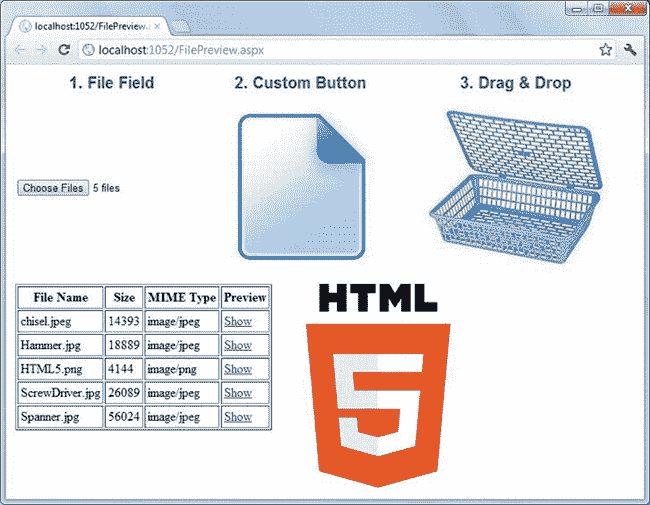 localhost:1052/FilePreview.
localhost:1052/FilePreview.aspx
1. File Field 2. Custom Button 3. Drag & Drop
Choose Files 5 files
File Name Size MIME Type Preview
chisel.jpeg 14393 image/jpeg Show
Hammer.jpg 18889 image/jpeg Show
HTML5.png 4144 image/png Show
ScrewDriver.jpg 26089 image/jpeg Show
Spanner.jpg 56024 image/jpeg Show
HTML
5